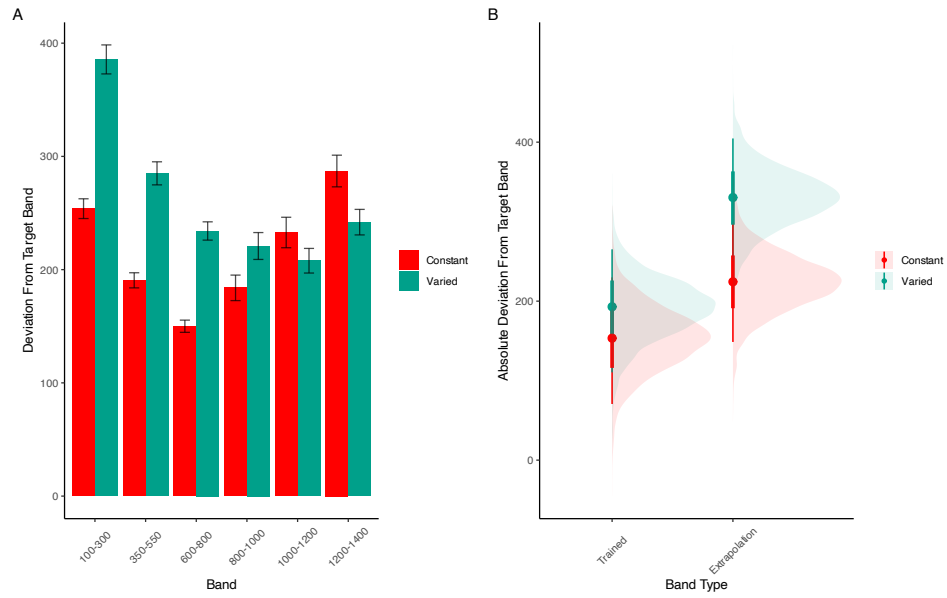 A
Deviation From Target Band
400
300
200
100
0
100-300
350-550
600-800
800-1000
1000-1200
1200-1400
Band
Constant
Varied
B
Absolute Deviation From Target Band
400
200
0
Trained
Extrapolation
Band Type
Constant
Varied